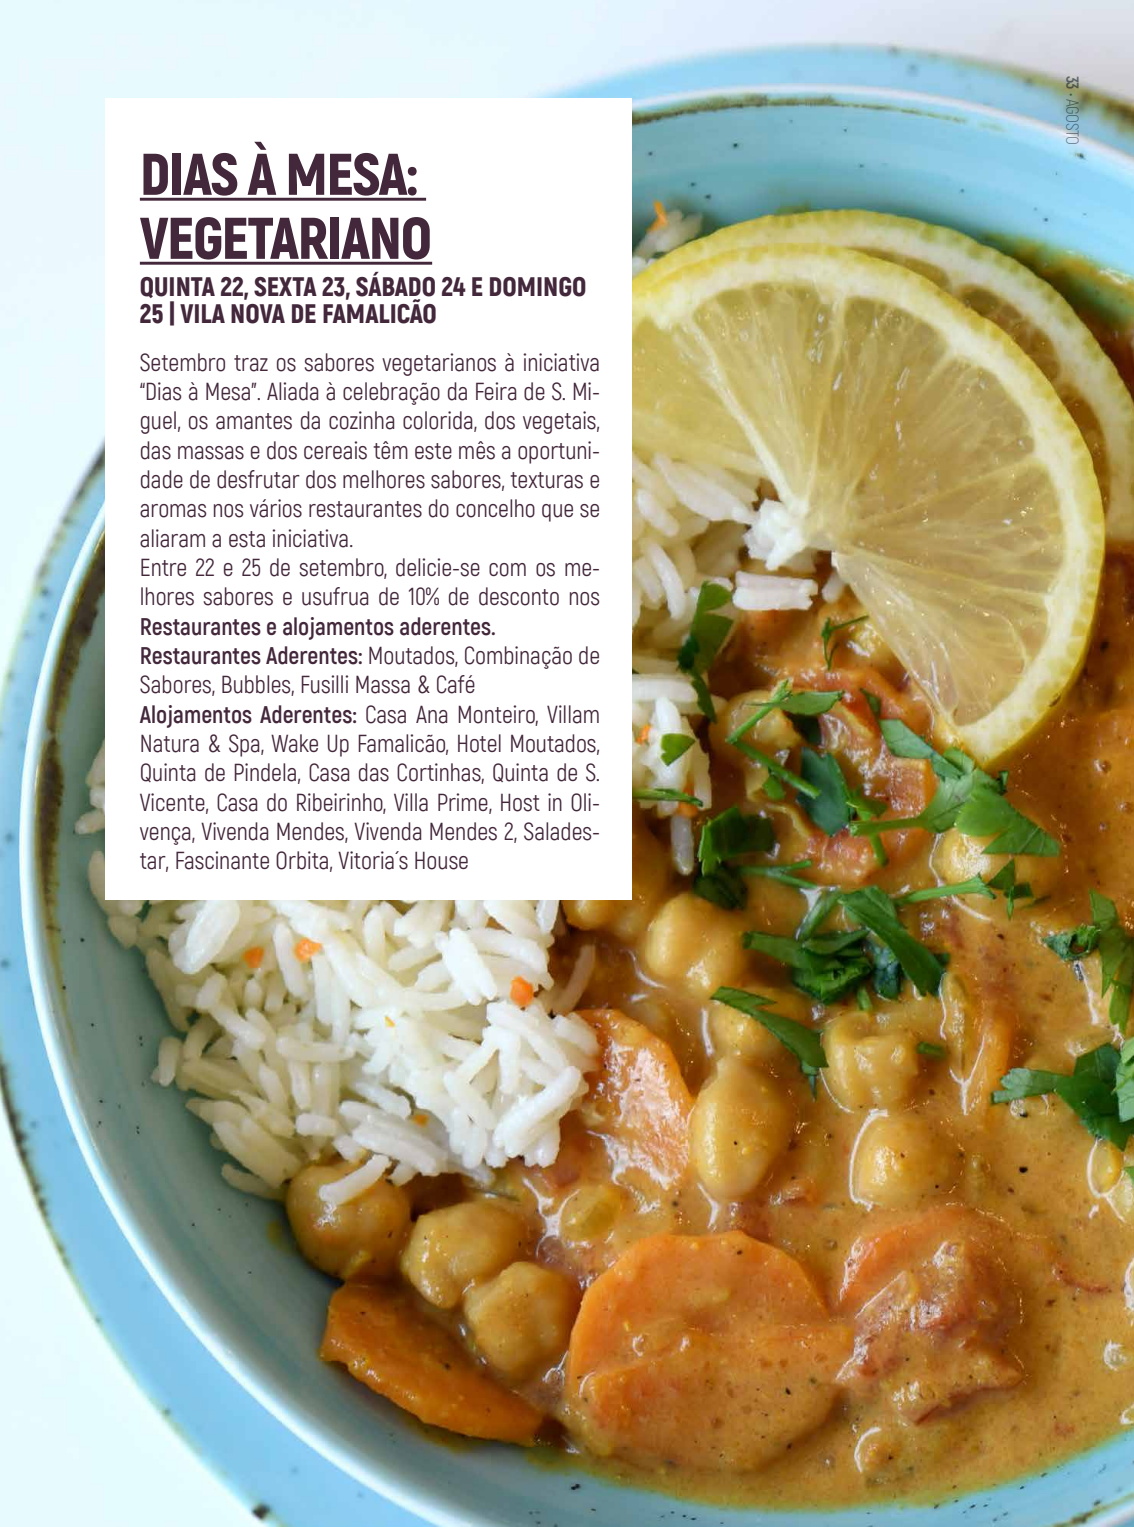 33 · AGOSTO
DIAS À MESA:
VEGETARIANO
QUINTA 22, SEXTA 23, SÁBADO 24 E DOMINGO
25 | VILA NOVA DE FAMALICÃO
Setembro traz os sabores vegetarianos à iniciativa
“Dias à Mesa”. Aliada à celebração da Feira de S. Mi-
guel, os amantes da cozinha colorida, dos vegetais,
das massas e dos cereais têm este mês a oportuni-
dade de desfrutar dos melhores sabores, texturas e
aromas nos vários restaurantes do concelho que se
aliaram a esta iniciativa.
Entre 22 e 25 de setembro, delicie-se com os me-
lhores sabores e usufrua de 10% de desconto nos
Restaurantes e alojamentos aderentes.
Restaurantes Aderentes: Moutados, Combinação de
Sabores, Bubbles, Fusilli Massa & Café
Alojamentos Aderentes: Casa Ana Monteiro, Villam
Natura & Spa, Wake Up Famalicão, Hotel Moutados,
Quinta de Pindela, Casa das Cortinhas, Quinta de S.
Vicente, Casa do Ribeirinho, Villa Prime, Host in Oli-
vença, Vivenda Mendes, Vivenda Mendes 2, Salades-
tar, Fascinante Orbita, Vitoria´s House